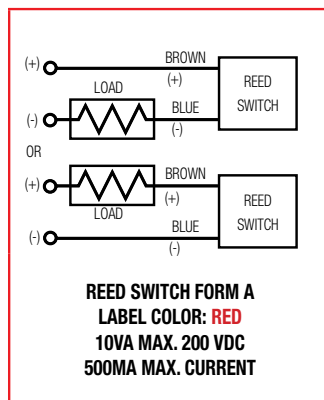 (+) BROWN
(+)
LOAD
REED
SWITCH
(-) BLUE
(-)
OR
(+) BROWN
(+)
LOAD
REED
SWITCH
(-) BLUE
(-)
REED SWITCH FORM A
LABEL COLOR: RED
10VA MAX. 200 VDC
500MA MAX. CURRENT